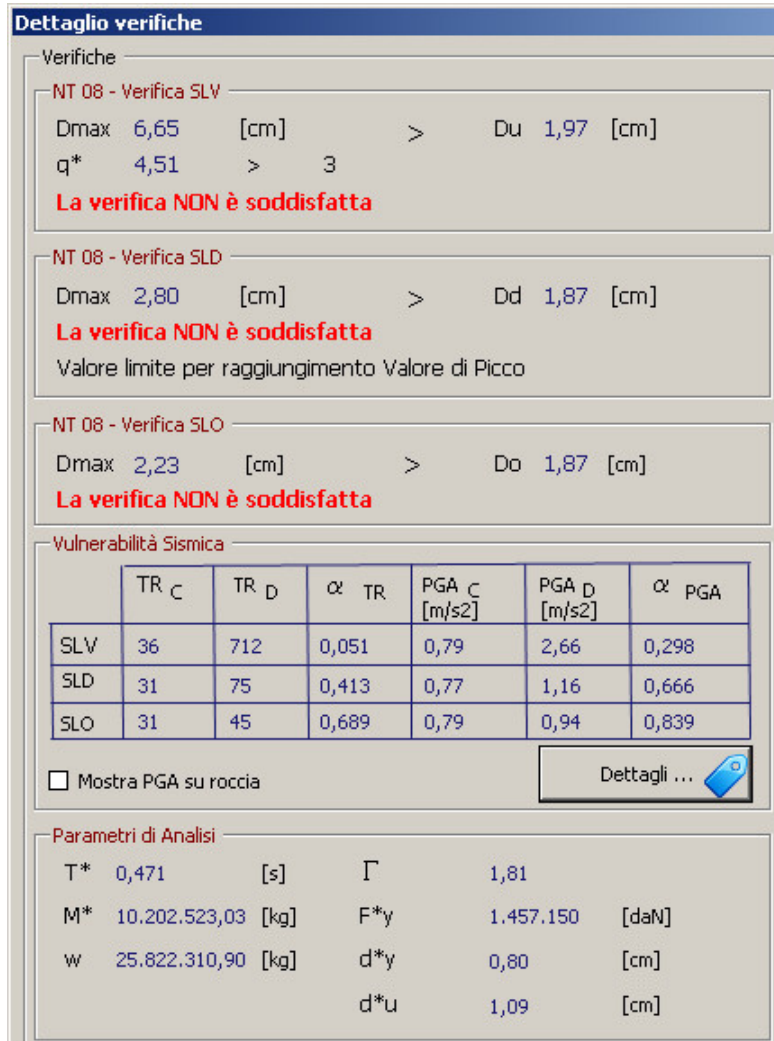 Dettaglio verifiche
Verifiche
NT 08 - Verifica SLV
Dmax 6,65 [cm] > Du 1,97 [cm]
q* 4,51 > 3
La verifica NON è soddisfatta
NT 08 - Verifica SLD
Dmax 2,80 [cm] > Dd 1,87 [cm]
La verifica NON è soddisfatta
Valore limite per raggiungimento Valore di Picco
NT 08 - Verifica SLO
Dmax 2,23 [cm] > Do 1,87 [cm]
La verifica NON è soddisfatta
Vulnerabilità Sismica
TR C TR D α TR PGA C [m/s2] PGA D [m/s2] α PGA
SLV 36 712 0,051 0,79 2,66 0,298
SLD 31 75 0,413 0,77 1,16 0,666
SLO 31 45 0,689 0,79 0,94 0,839
Mostra PGA su roccia Dettagli ...
Parametri di Analisi
T* 0,471 [s] Γ 1,81
M* 10.202.523,03 [kg] F*y 1.457.150 [daN]
w 25.822.310,90 [kg] d*y 0,80 [cm]
d*u 1,09 [cm]